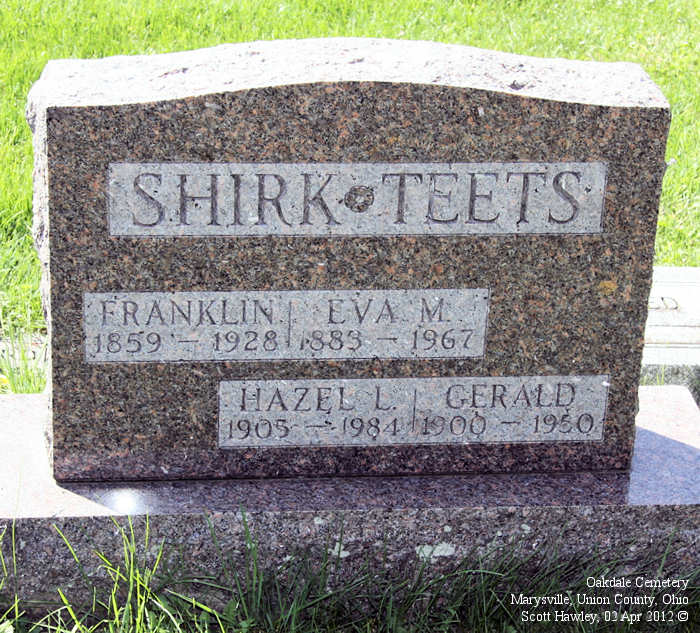 SHIRK • TEETS
FRANKLIN EVA M.
1859 – 1928 1883 – 1967
HAZEL L. GERALD
1905 – 1984 1900 – 1950
D
Oakdale Cemetery
Marysville, Union County, Ohio
Scott Hawley, 02 Apr 2012 ©